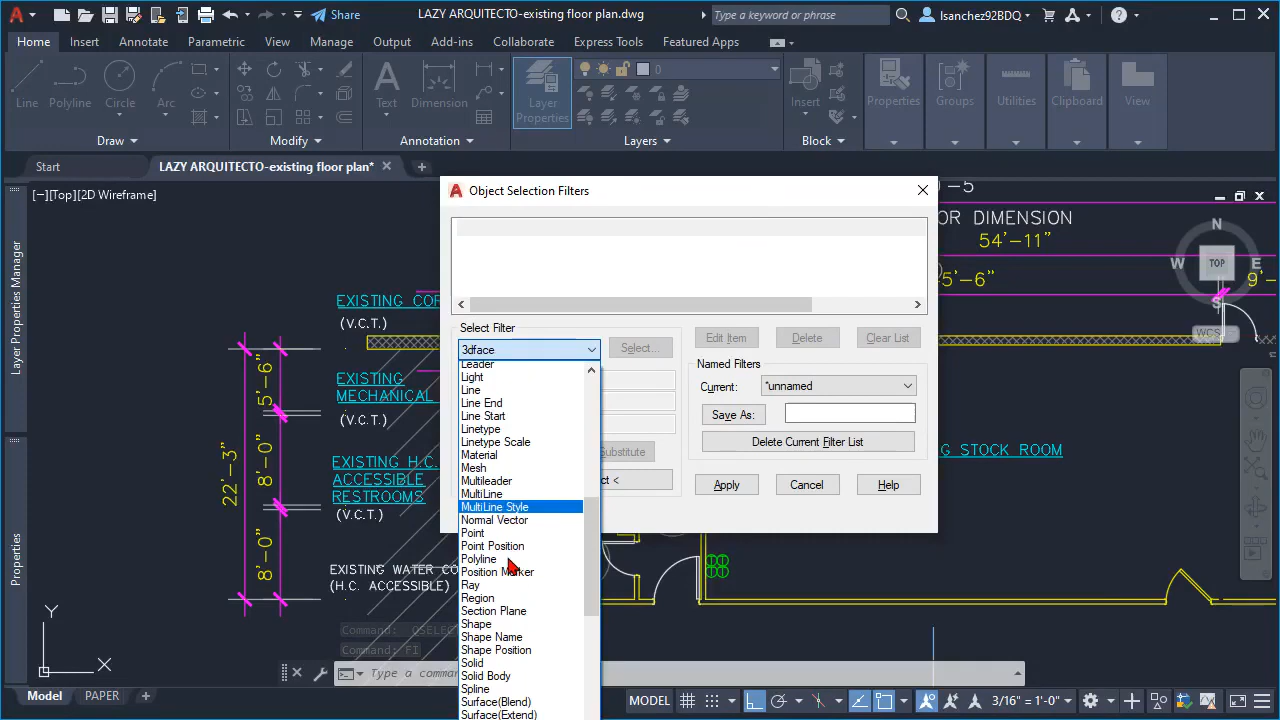 Share
LAZY ARQUITECTO-existing floor plan.dwg
Type a keyword or phrase
lsanchez92BDQ
Home Insert Annotate Parametric View Manage Output Add-ins Collaborate Express Tools Featured Apps
Line Polyline Circle Arc
Text Dimension
Layer
Properties
0
Insert
Properties Groups Utilities Clipboard View
Draw Modify Annotation Layers Block
Start
LAZY ARQUITECTO-existing floor plan*
[−][Top][2D Wireframe]
Layer Properties Manager
Properties
Object Selection Filters
Select Filter
3dface
Select...
Leader
Light
Line
Line End
Line Start
Linetype
Linetype Scale
Material
Mesh
Multileader
MultiLine
MultiLine Style
Normal Vector
Point
Point Position
Polyline
Position Marker
Ray
Region
Section Plane
Shape
Shape Name
Shape Position
Solid
Solid Body
Spline
Surface(Blend)
Surface(Extend)
Edit Item
Delete
Clear List
Named Filters
Current:
*unnamed
Save As:
Delete Current Filter List
Apply
Cancel
Help
DIMENSION
54'-11"
5'-6"
N
W
TOP
E
S
WCS
(V.C.T.)
EXISTING
MECHANICAL
(V.C.T.)
EXISTING H.C.
ACCESSIBLE
RESTROOMS
(V.C.T.)
(H.C. ACCESSIBLE)
STOCK ROOM
5'-6"
8'-0"
22'-3"
8'-0"
Y
X
Command: FI
Model
PAPER
MODEL
3/16" = 1'-0"